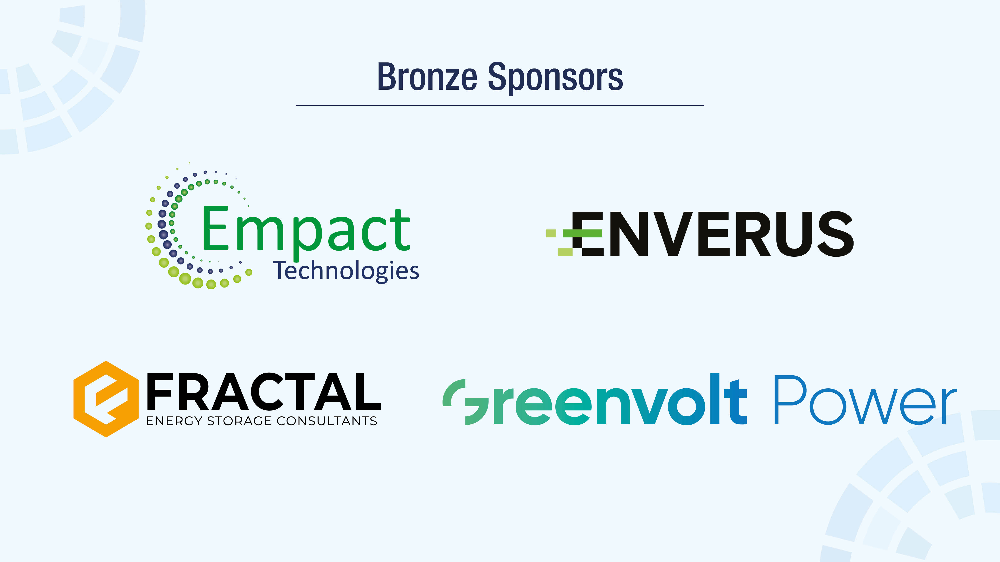 Bronze Sponsors
Empact
Technologies
ENVERUS
FRACTAL
ENERGY STORAGE CONSULTANTS
Greenvolt Power